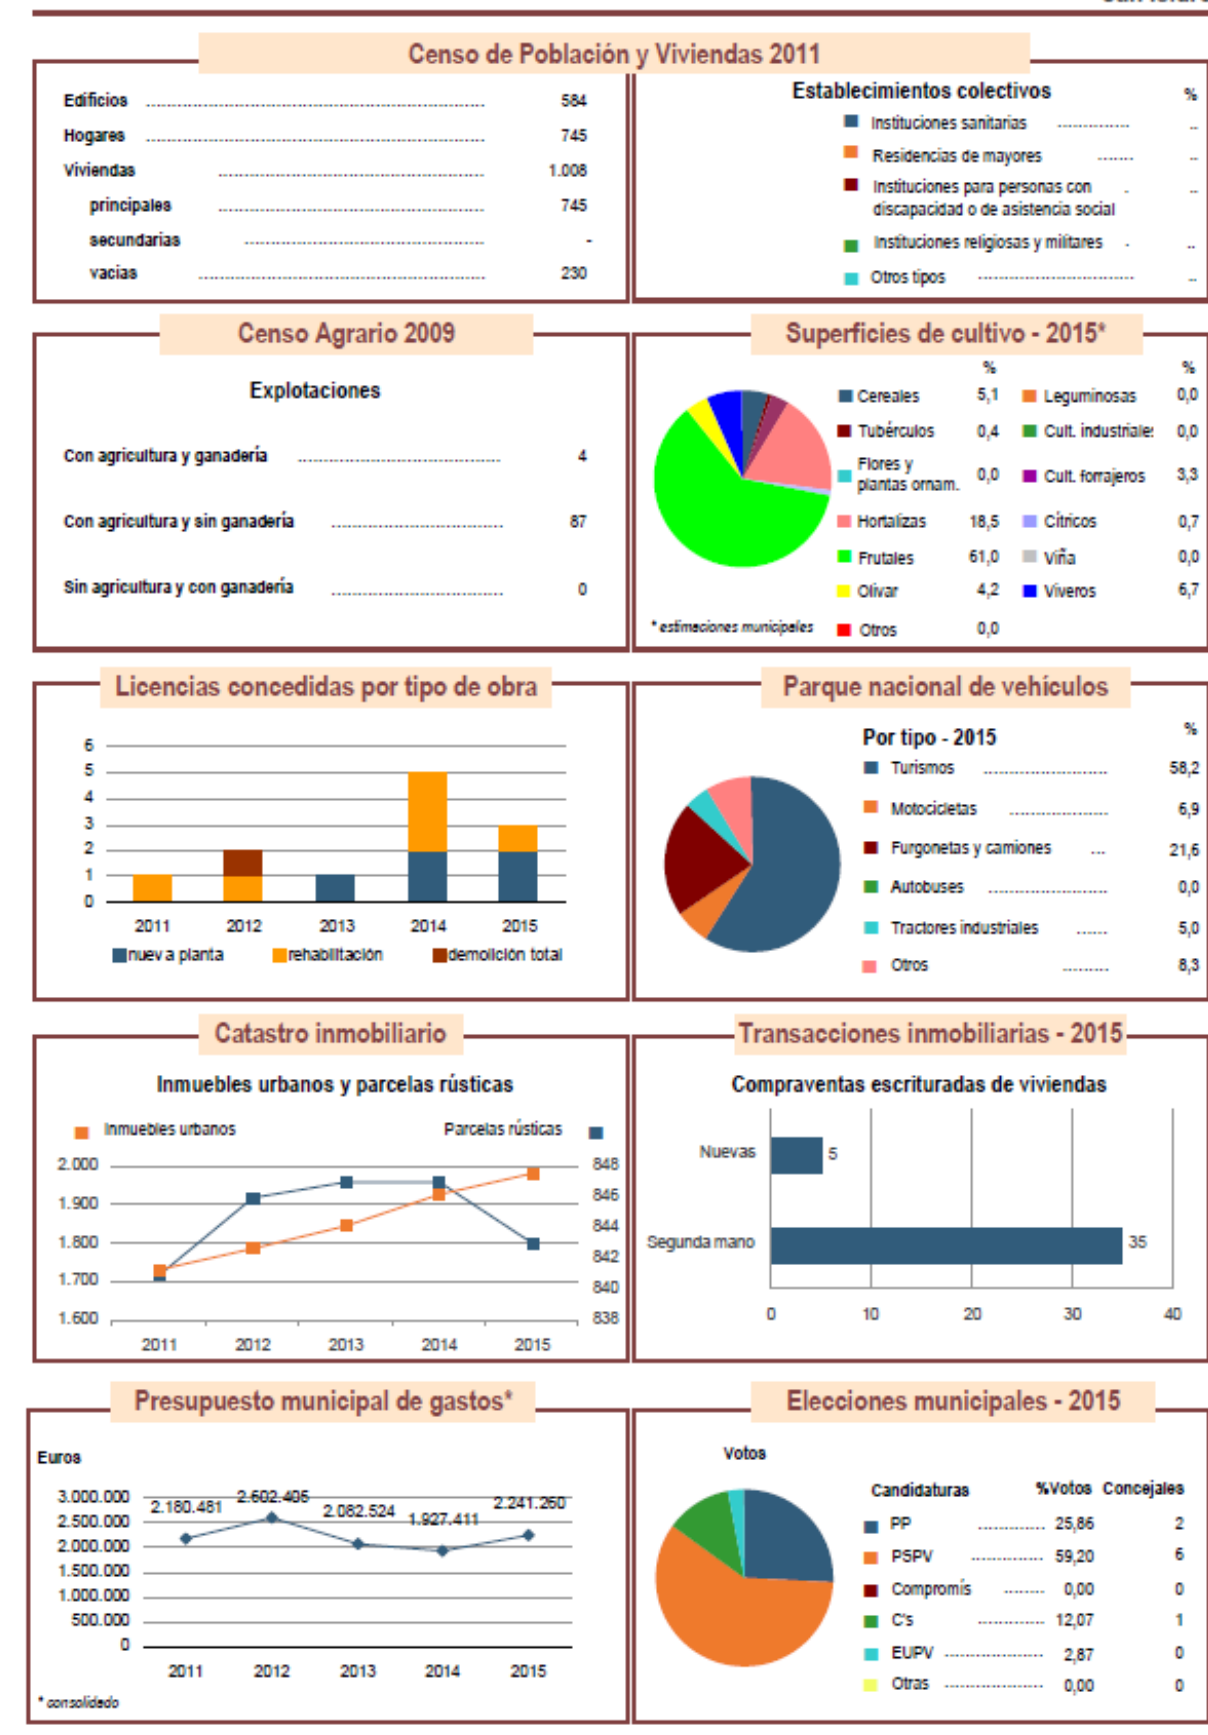 Censo de Población y Viviendas 2011
Edificios 584
Hogares 745
Viviendas 1.008
principales 745
secundarias -
vacias 230
Establecimientos colectivos %
Instituciones sanitarias ..
Residencias de mayores ..
Instituciones para personas con ..
discapacidad o de asistencia social
Instituciones religiosas y militares ..
Otros tipos ..
Censo Agrario 2009
Explotaciones
Con agricultura y ganadería 4
Con agricultura y sin ganadería 87
Sin agricultura y con ganadería 0
Superficies de cultivo - 2015*
% %
Cereales 5,1 Leguminosas 0,0
Tubérculos 0,4 Cult. industriales 0,0
Flores y
plantas ornam. 0,0 Cult. forrajeros 3,3
Hortalizas 18,5 Cítricos 0,7
Frutales 61,0 Viña 0,0
Olivar 4,2 Viveros 6,7
* estimaciones municipales Otros 0,0
Licencias concedidas por tipo de obra
6
5
4
3
2
1
0
2011 2012 2013 2014 2015
nueva planta rehabilitación demolición total
Parque nacional de vehículos
Por tipo - 2015 %
Turismos 58,2
Motocicletas 6,9
Furgonetas y camiones 21,6
Autobuses 0,0
Tractores industriales 5,0
Otros 8,3
Catastro inmobiliario
Inmuebles urbanos y parcelas rústicas
Inmuebles urbanos Parcelas rústicas
2.000 848
1.900 846
1.800 844
1.700 842
1.600 840
838
2011 2012 2013 2014 2015
Transacciones inmobiliarias - 2015
Compraventas escrituradas de viviendas
Nuevas 5
Segunda mano 35
0 10 20 30 40
Presupuesto municipal de gastos*
Euros
3.000.000
2.500.000
2.000.000
1.500.000
1.000.000
500.000
0
2.180.481 2.602.405 2.082.524 1.927.411 2.241.260
2011 2012 2013 2014 2015
* consolidado
Elecciones municipales - 2015
Votos
Candidaturas %Votos Concejales
PP 25,86 2
PSPV 59,20 6
Compromís 0,00 0
C's 12,07 1
EUPV 2,87 0
Otras 0,00 0